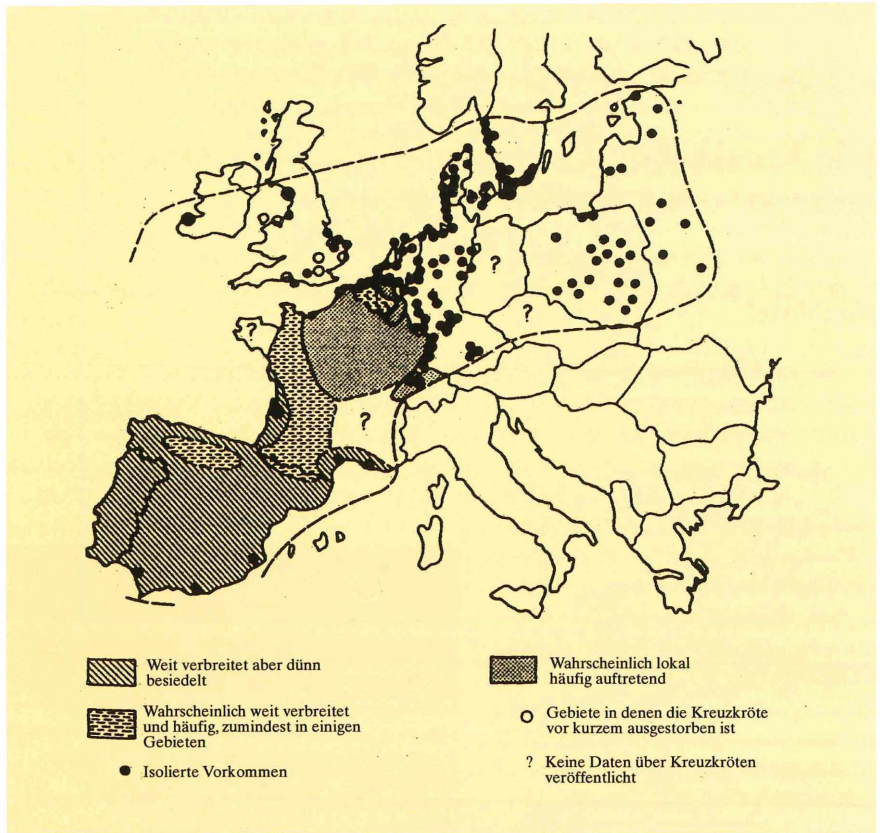 ?
?
?
?
Weit verbreitet aber dünn
besiedelt
Wahrscheinlich weit verbreitet
und häufig, zumindest in einigen
Gebieten
Isolierte Vorkommen
Wahrscheinlich lokal
häufig auftretend
Gebiete in denen die Kreuzkröte
vor kurzem ausgestorben ist
? Keine Daten über Kreuzkröten
veröffentlicht